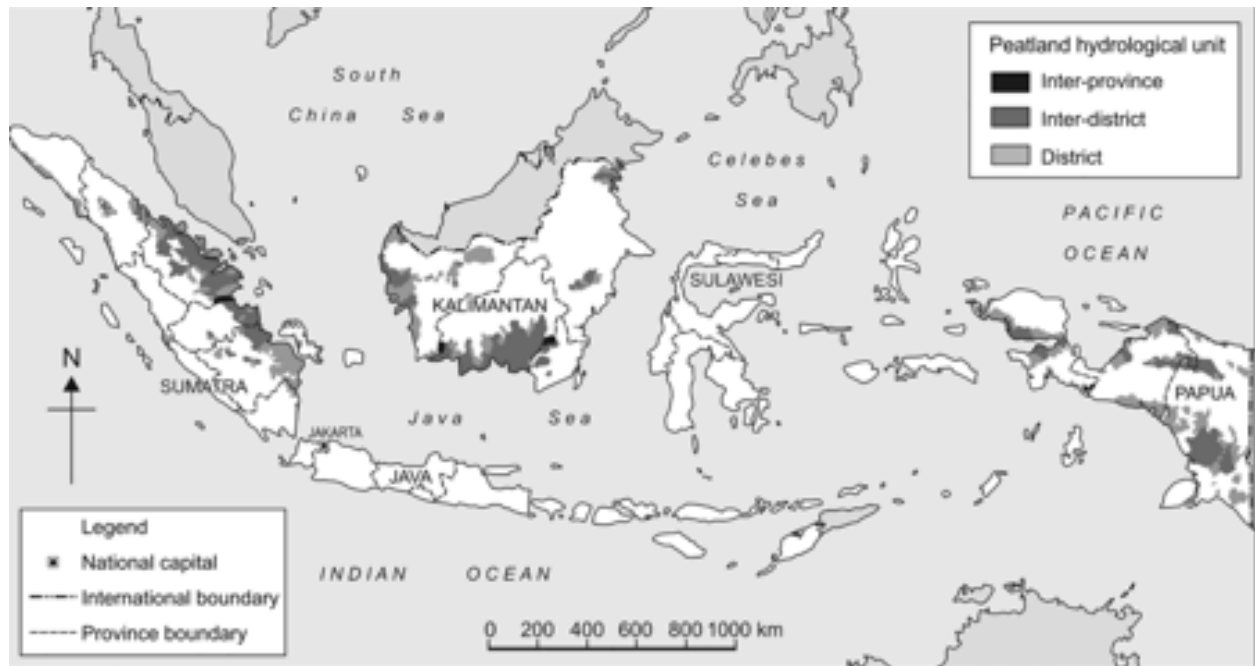 Peatland hydrological unit
Inter-province
Inter-district
District
South
China Sea
Celbes
Sea
PACIFIC
OCEAN
SULAWESI
KALIMANTAN
N
SUMATRA
PAPUA
Java Sea
JAKARTA
JAVA
Legend
National capital
International boundary
Province boundary
INDIAN OCEAN
0 200 400 600 800 1000 km